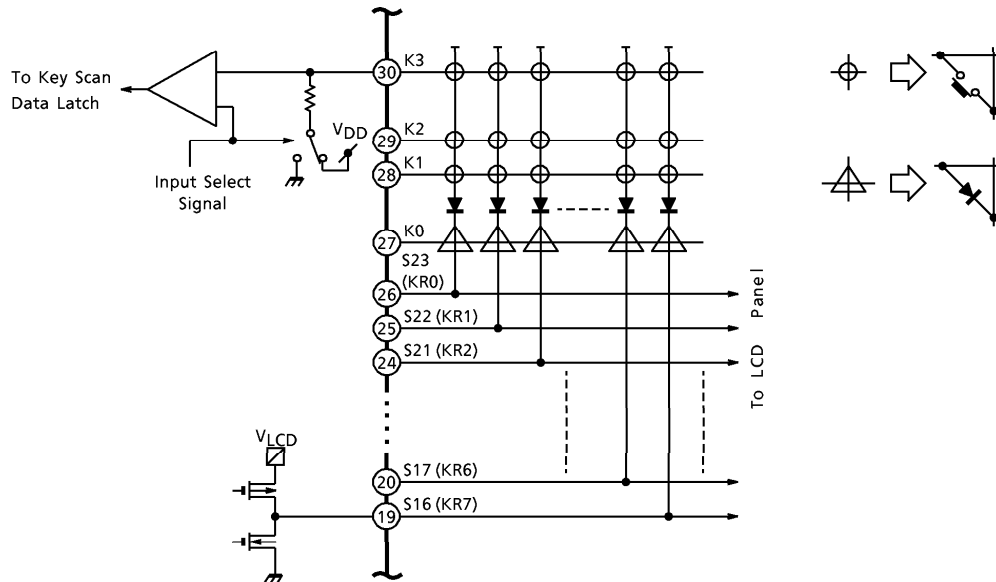 To Key Scan
Data Latch
Input Select
Signal
VDD
30 K3
29 K2
28 K1
27 K0
26 S23
(KR0)
25 S22 (KR1)
24 S21 (KR2)
20 S17 (KR6)
19 S16 (KR7)
VLCD
To LCD Panel